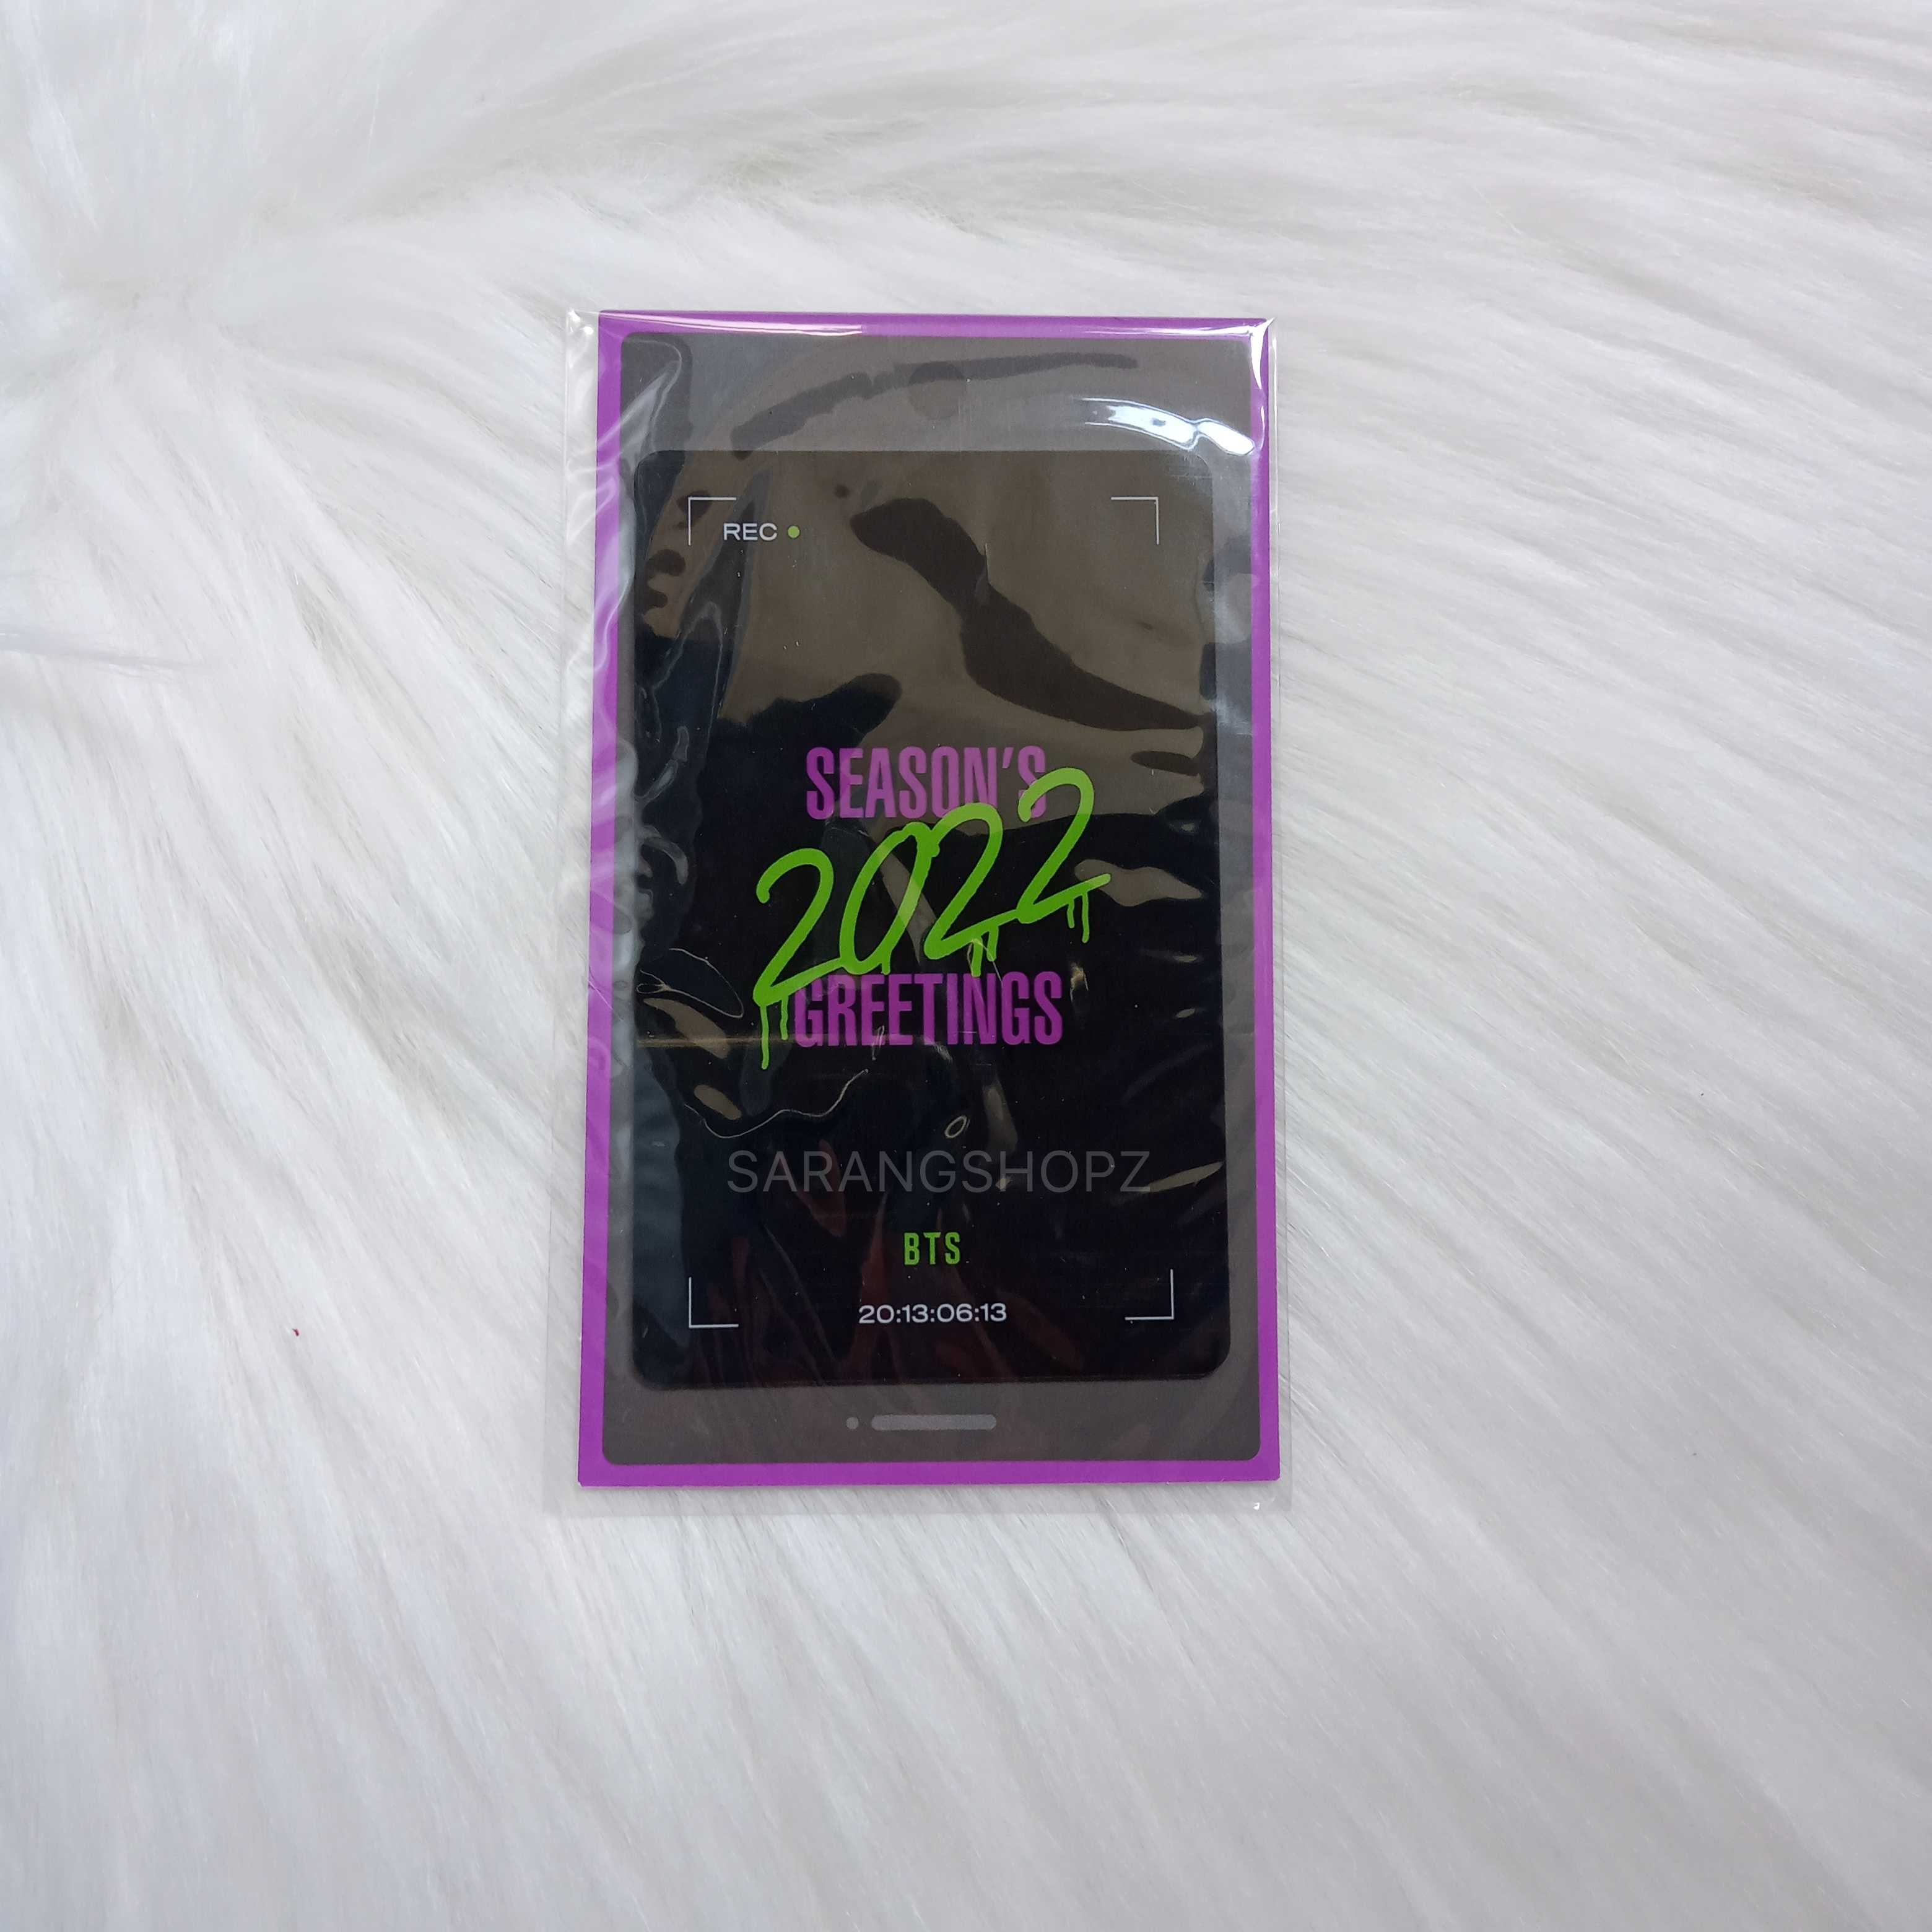 REC
SEASON'S
2022
GREETINGS
SARANGSHOPZ
BTS
20:13:06:13